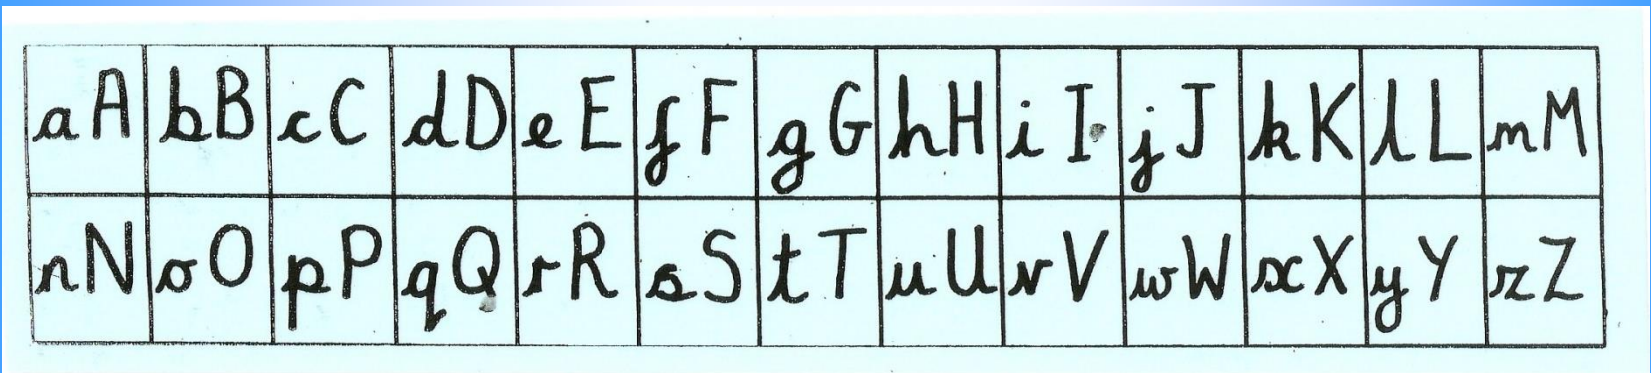 aA bB cC dD eE fF gG hH iI jJ kK lL mM
nN oO pP qQ rR sS tT uU vV wW xX yY zZ